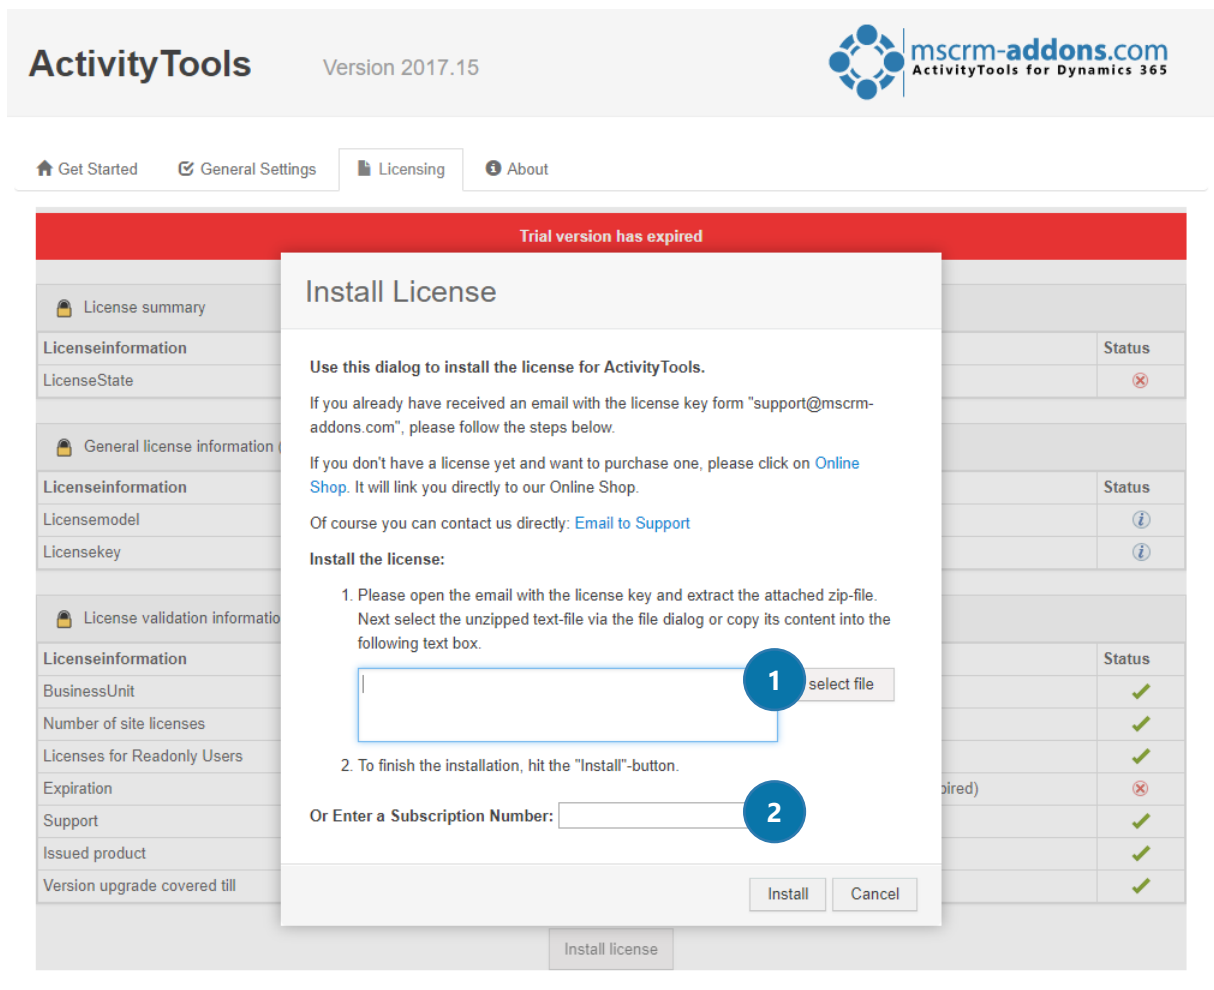 ActivityTools
Version 2017.15
mscrm-addons.com
ActivityTools for Dynamics 365
Get Started
General Settings
Licensing
About
Trial version has expired
Install License
License summary
Licenseinformation
Status
LicenseState
Use this dialog to install the license for ActivityTools.
If you already have received an email with the license key form "support@mscrm-
addons.com", please follow the steps below.
General license information (
If you don't have a license yet and want to purchase one, please click on Online
Shop. It will link you directly to our Online Shop.
Licenseinformation
Status
Licensemodel
Of course you can contact us directly: Email to Support
Licensekey
Install the license:
1. Please open the email with the license key and extract the attached zip-file.
Next select the unzipped text-file via the file dialog or copy its content into the
following text box.
License validation informatio
Licenseinformation
Status
1
select file
BusinessUnit
Number of site licenses
Licenses for Readonly Users
2. To finish the installation, hit the "Install"-button.
Expiration
pired)
Or Enter a Subscription Number:
2
Support
Issued product
Version upgrade covered till
Install
Cancel
Install license